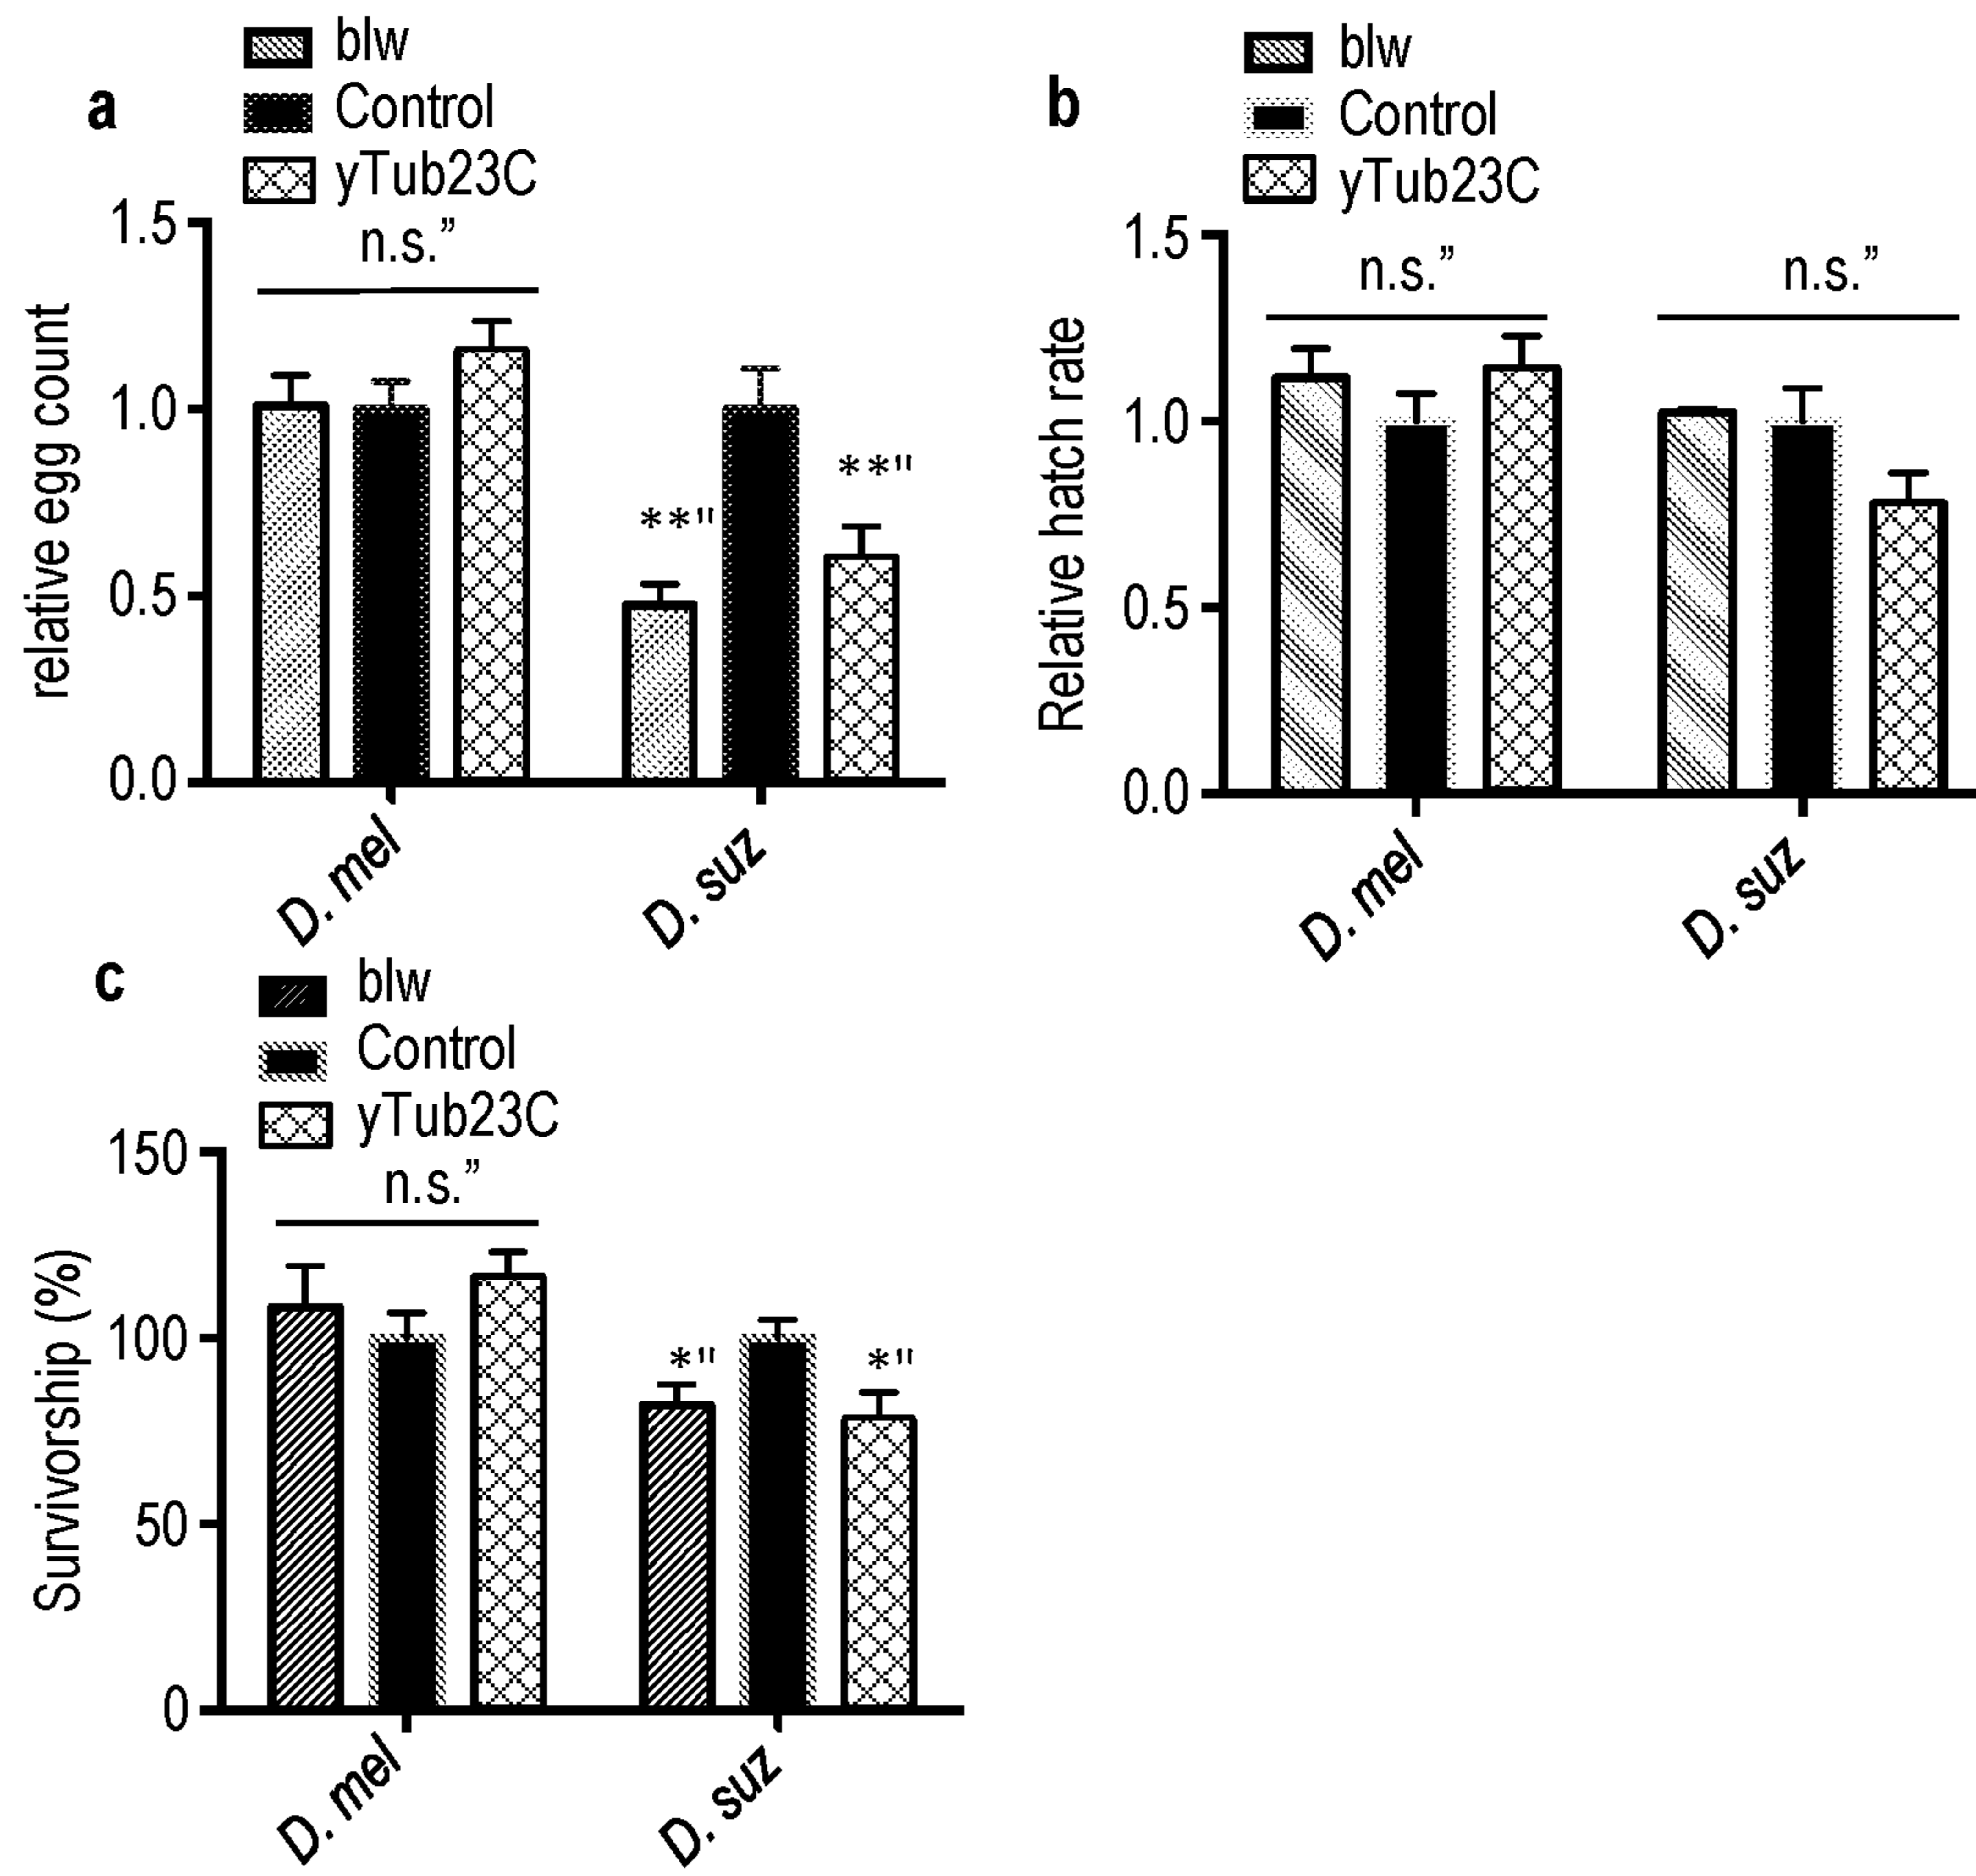 a
blw
Control
yTub23C
n.s.”
1.5
1.0
0.5
0.0
relative egg count
**"
**"
D. mel
D. suz
b
blw
Control
yTub23C
n.s.”
n.s.”
1.5
1.0
0.5
0.0
Relative hatch rate
D. mel
D. suz
c
blw
Control
yTub23C
n.s.”
150
100
50
0
Survivorship (%)
*"
*"
D. mel
D. suz